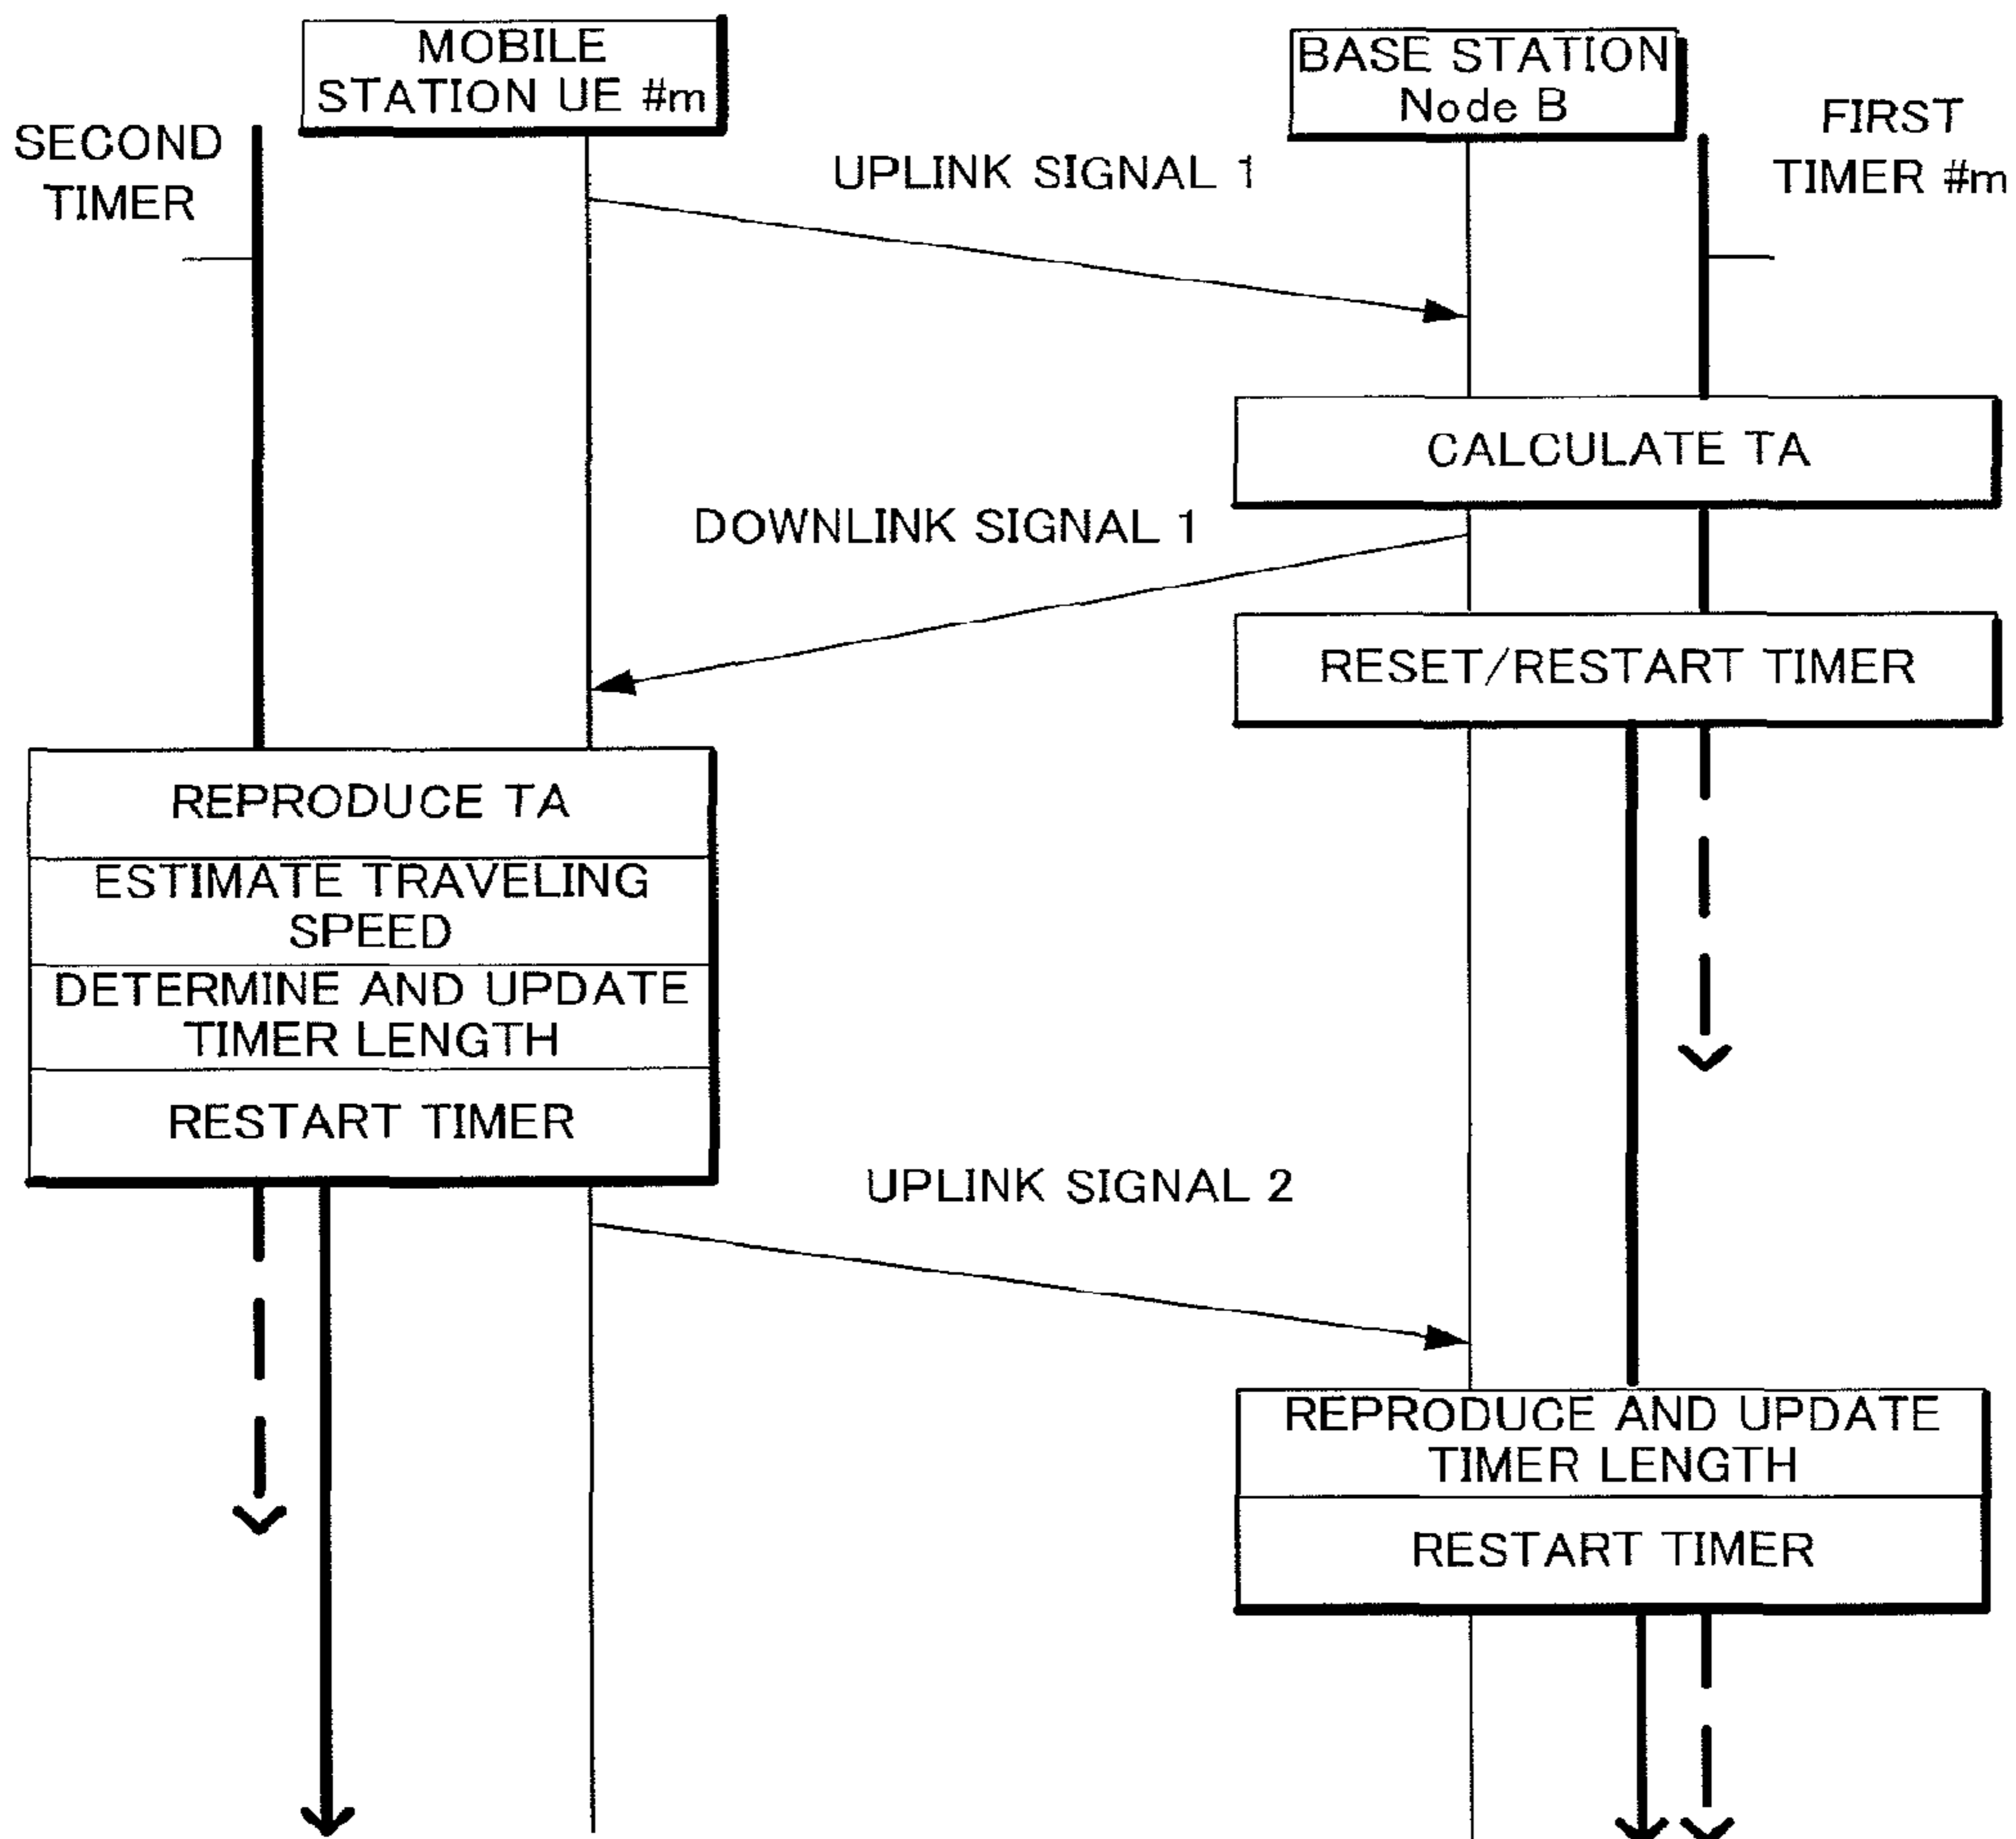 MOBILE
STATION UE #m
BASE STATION
Node B
SECOND
TIMER
FIRST
TIMER #m
UPLINK SIGNAL 1
CALCULATE TA
DOWNLINK SIGNAL 1
RESET/RESTART TIMER
REPRODUCE TA
ESTIMATE TRAVELING
SPEED
DETERMINE AND UPDATE
TIMER LENGTH
RESTART TIMER
UPLINK SIGNAL 2
REPRODUCE AND UPDATE
TIMER LENGTH
RESTART TIMER